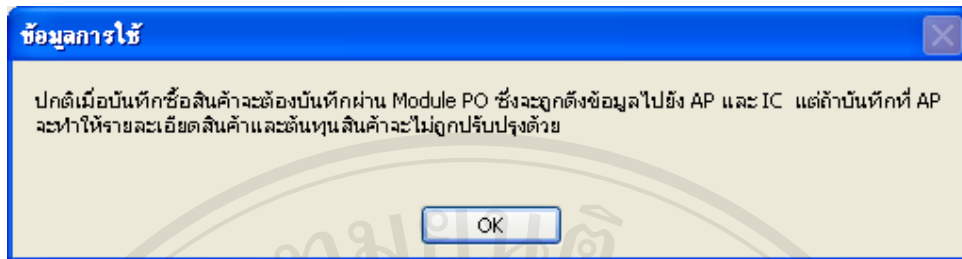 ข้อมูลการใช้
ปกติเมื่อบันทึกซื้อสินค้าจะต้องบันทึกผ่าน Module PO ซึ่งจะถูกดึงข้อมูลไปยัง AP และ IC แต่ถ้าบันทึกที่ AP
จะทำให้รายละเอียดสินค้าและต้นทุนสินค้าจะไม่ถูกปรับปรุงด้วย
OK